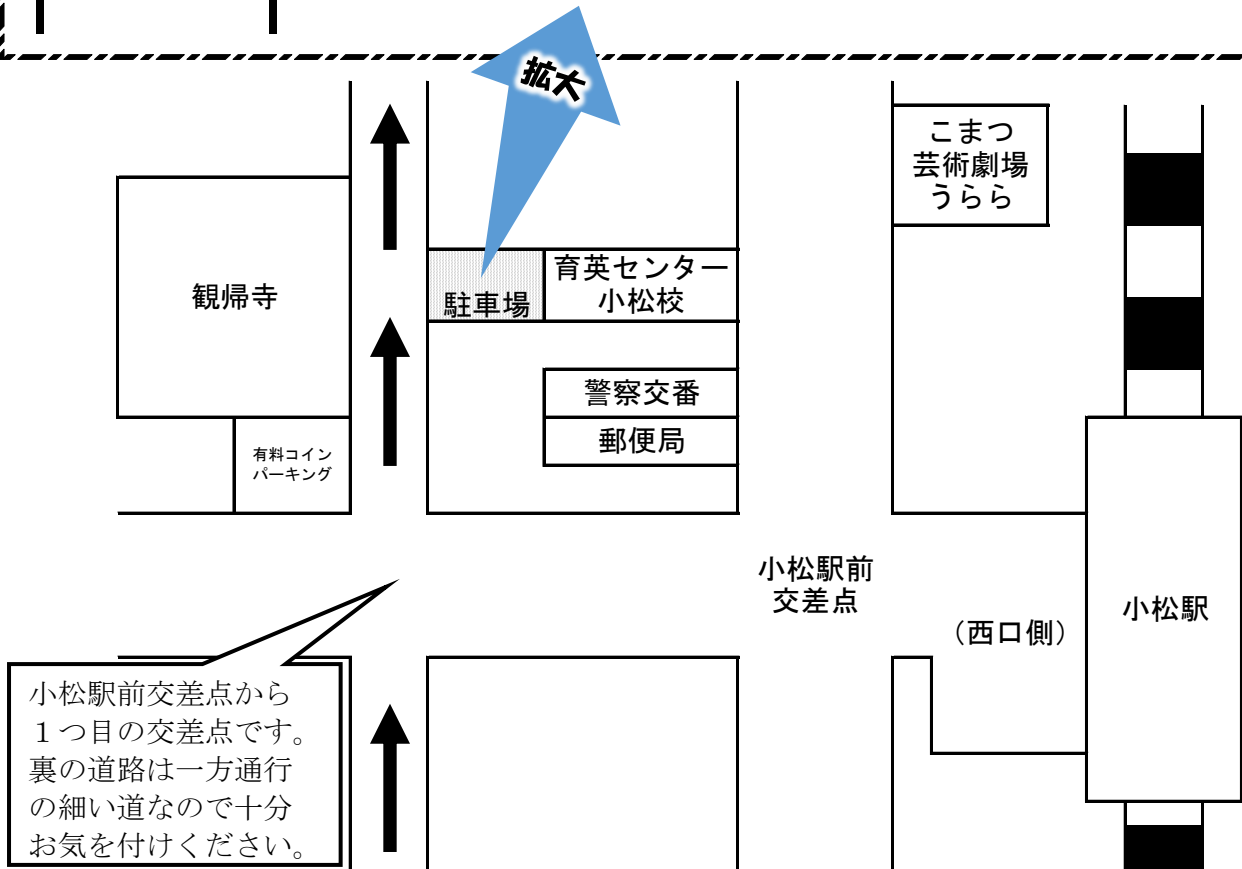 拡大
こまつ
芸術劇場
うらら
観帰寺
駐車場
育英センター
小松校
警察交番
郵便局
有料コイン
パーキング
小松駅前
交差点
(西口側)
小松駅
小松駅前交差点から
１つ目の交差点です。
裏の道路は一方通行
の細い道なので十分
お気を付けください。